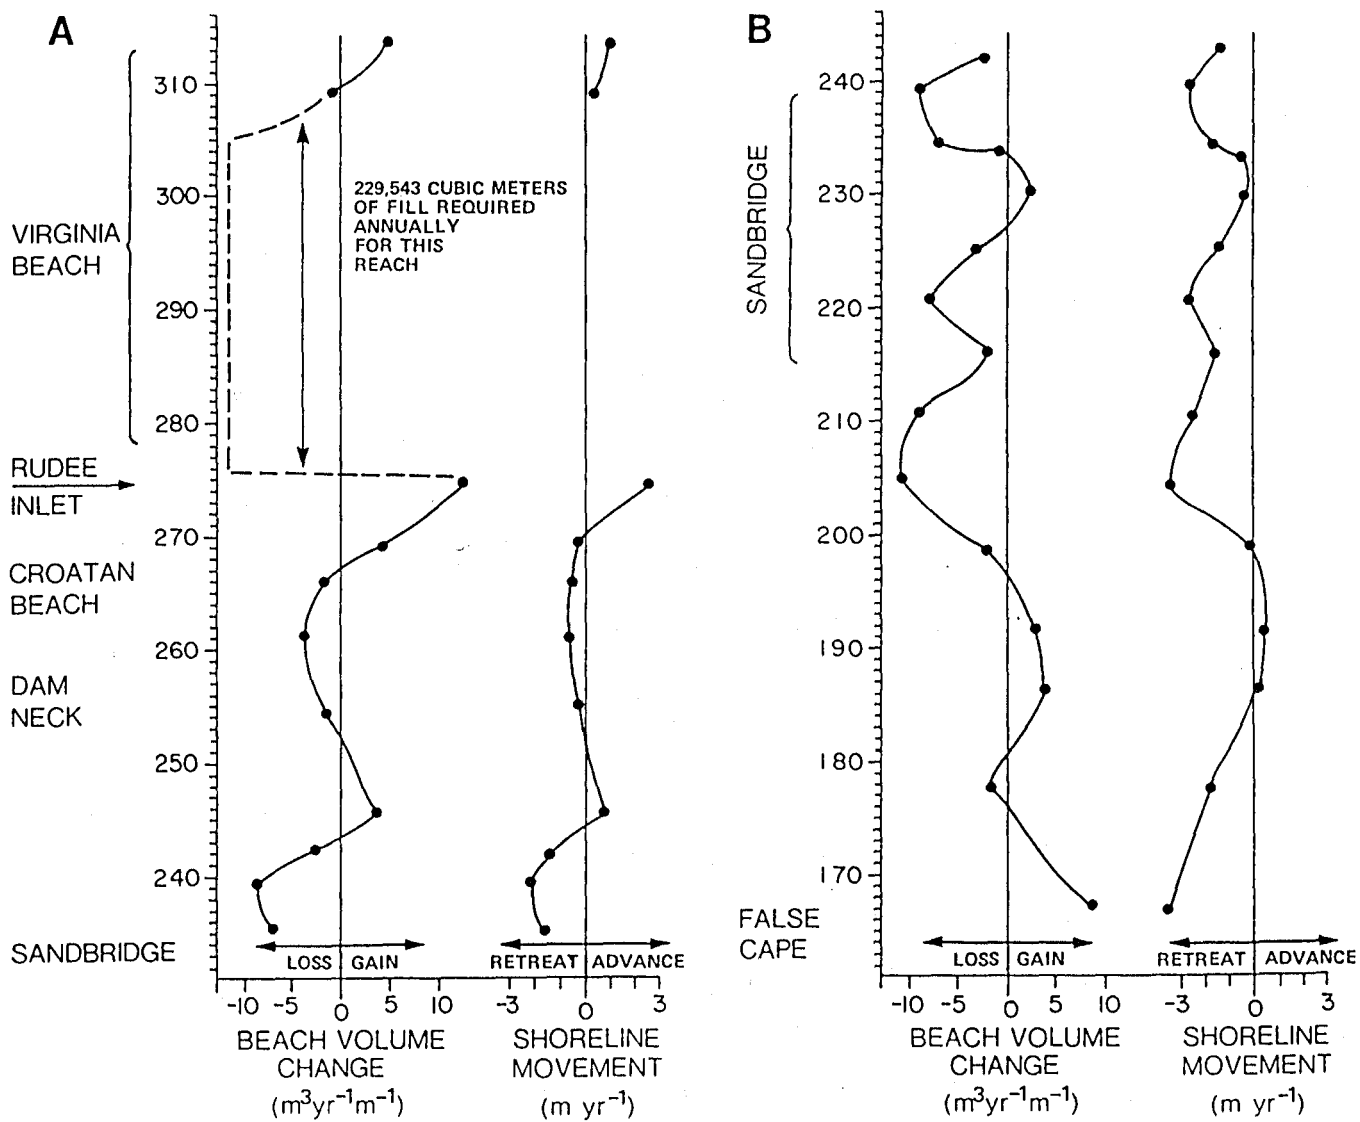 A
310
300
290
280
270
260
250
240
VIRGINIA
BEACH
RUDEE
INLET
CROATAN
BEACH
DAM
NECK
SANDBRIDGE
229,543 CUBIC METERS
OF FILL REQUIRED
ANNUALLY
FOR THIS
REACH
LOSS GAIN
RETREAT ADVANCE
-10 -5 0 5 10
-3 0 3
BEACH VOLUME
CHANGE
(m³yr⁻¹m⁻¹)
SHORELINE
MOVEMENT
(m yr⁻¹)
B
240
230
220
210
200
190
180
170
SANDBRIDGE
FALSE
CAPE
LOSS GAIN
RETREAT ADVANCE
-10 -5 0 5 10
-3 0 3
BEACH VOLUME
CHANGE
(m³yr⁻¹m⁻¹)
SHORELINE
MOVEMENT
(m yr⁻¹)